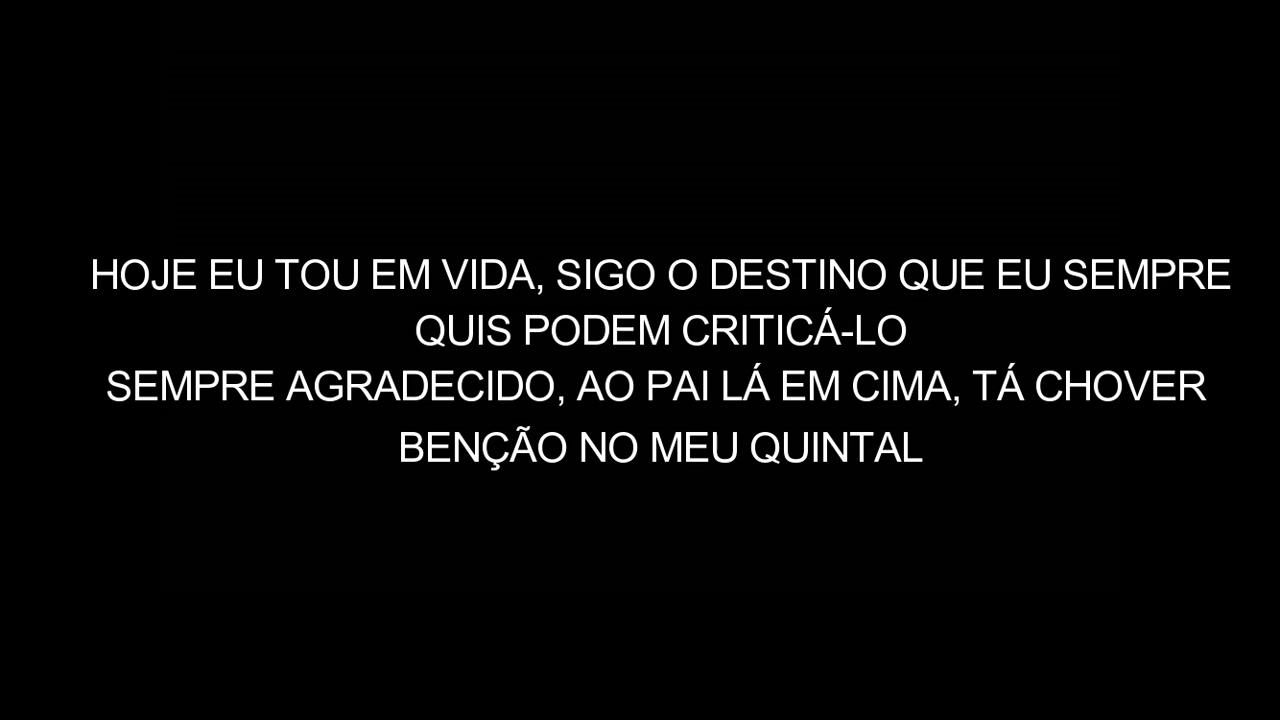 HOJE EU TOU EM VIDA, SIGO O DESTINO QUE EU SEMPRE
QUIS PODEM CRITICÁ-LO
SEMPRE AGRADECIDO, AO PAI LÁ EM CIMA, TÁ CHOVER
BENÇÃO NO MEU QUINTAL